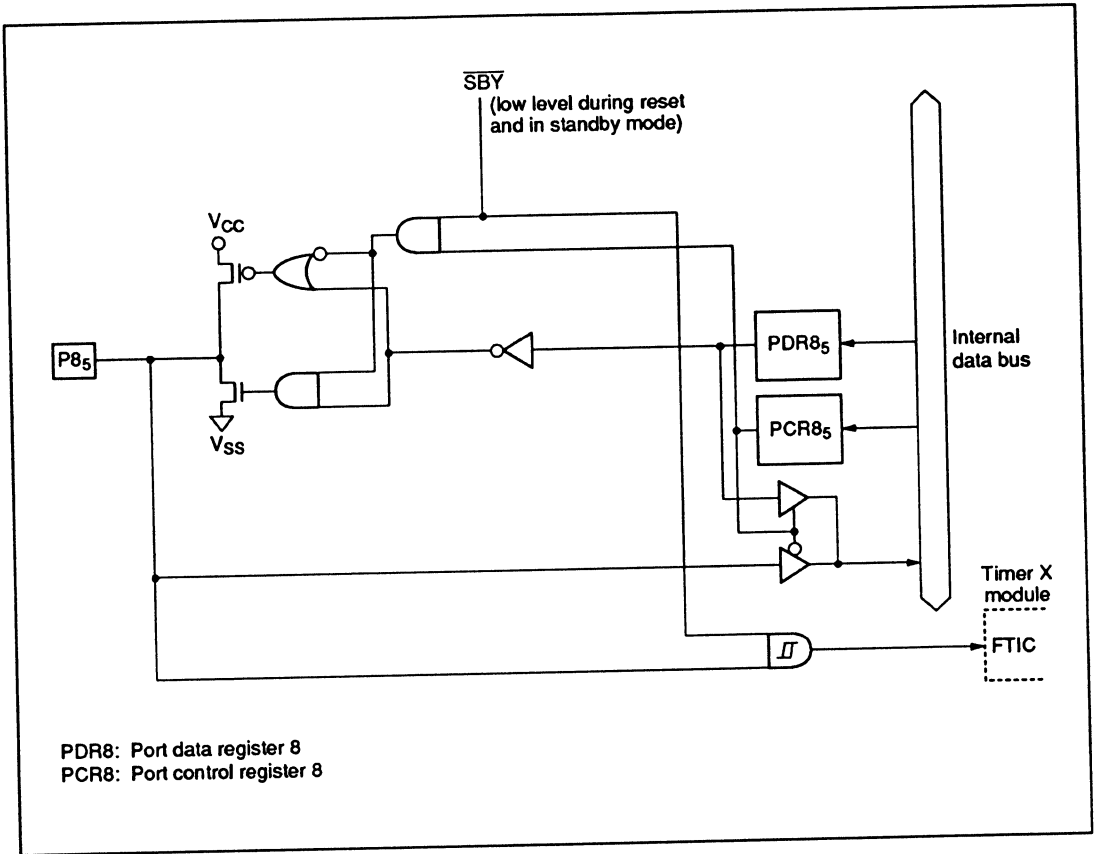 SBY
(low level during reset
and in standby mode)
VCC
P85
VSS
PDR85
PCR85
Internal
data bus
Timer X
module
FTIC
PDR8: Port data register 8
PCR8: Port control register 8